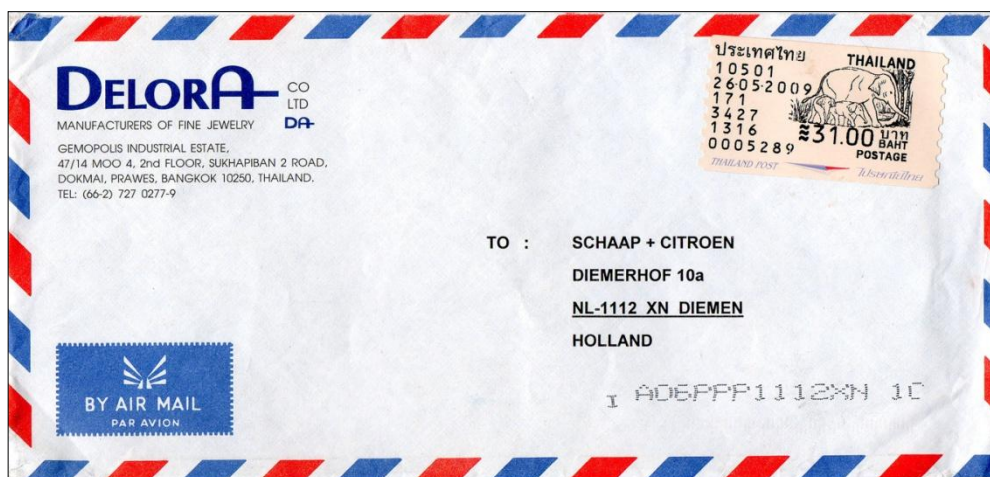 DELORA CO
LTD
MANUFACTURERS OF FINE JEWELRY DA
GEMOPOLIS INDUSTRIAL ESTATE,
47/14 MOO 4, 2nd FLOOR, SUKHAPIBAN 2 ROAD,
DOKMAI, PRAWES, BANGKOK 10250, THAILAND.
TEL: (66-2) 727 0277-9
ประเทศไทย THAILAND
10501
26-05-2009
171
3427
1316 ≈31.00 บาท
BAHT
0005289 POSTAGE
THAILAND POST ไปรษณีย์ไทย
TO : SCHAAP + CITROEN
DIEMERHOF 10a
NL-1112 XN DIEMEN
HOLLAND
BY AIR MAIL
PAR AVION
I A06PPP1112XN 1C